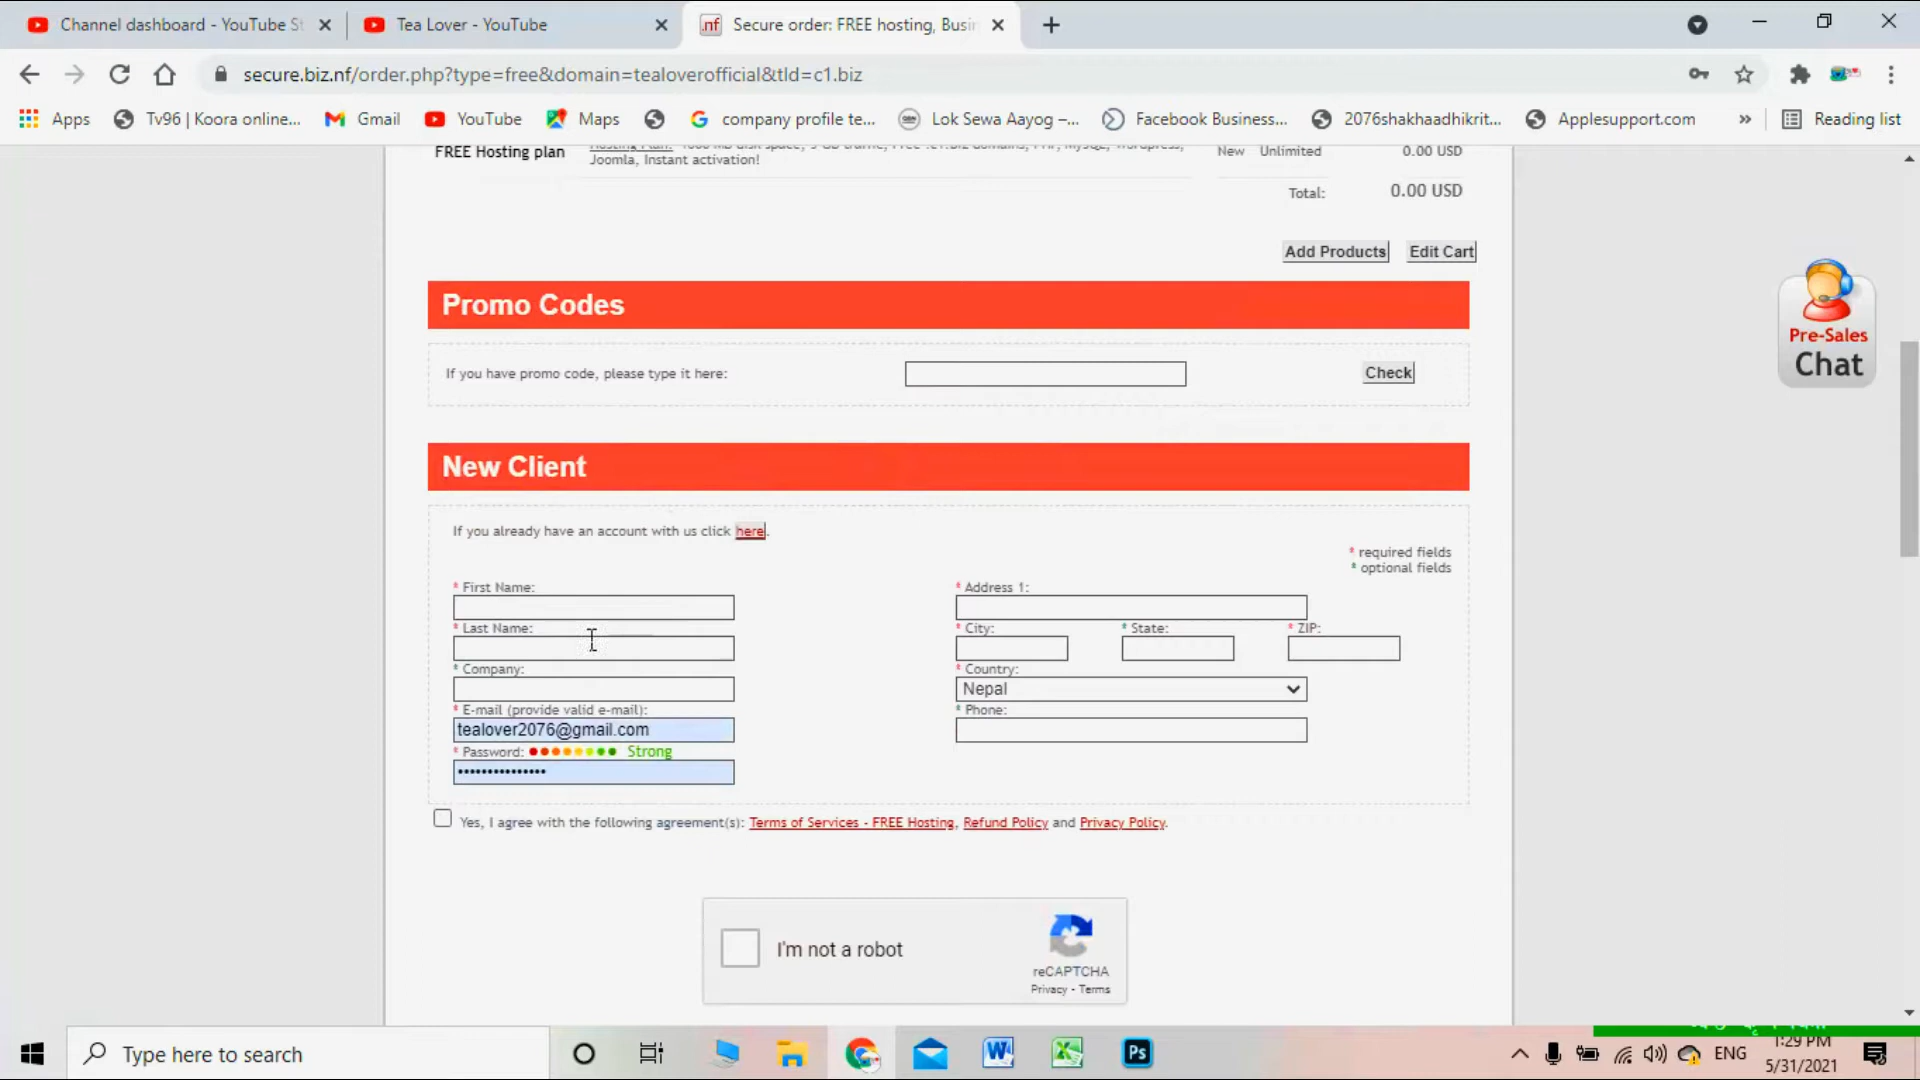 Channel dashboard - YouTube St
Tea Lover - YouTube
.nf Secure order: FREE hosting, Busin
secure.biz.nf/order.php?type=free&domain=tealoverofficial&tld=c1.biz
Apps
Tv96 | Koora online...
Gmail
YouTube
Maps
company profile te...
Lok Sewa Aayog –...
Facebook Business...
2076shakhaadhikrit...
Applesupport.com
»
Reading list
FREE Hosting plan
Joomla, Instant activation!
New Unlimited 0.00 USD
Total: 0.00 USD
Add Products Edit Cart
Promo Codes
If you have promo code, please type it here: Check
New Client
If you already have an account with us click here.
* required fields
* optional fields
* First Name: * Address 1:
* Last Name: * City: * State: * ZIP:
* Company: * Country:
Nepal
* E-mail (provide valid e-mail): * Phone:
tealover2076@gmail.com
* Password: Strong
Yes, I agree with the following agreement(s): Terms of Services - FREE Hosting, Refund Policy and Privacy Policy.
I'm not a robot
reCAPTCHA
Privacy - Terms
Pre-Sales
Chat
Type here to search
W
X
Ps
ENG
1:29 PM
5/31/2021